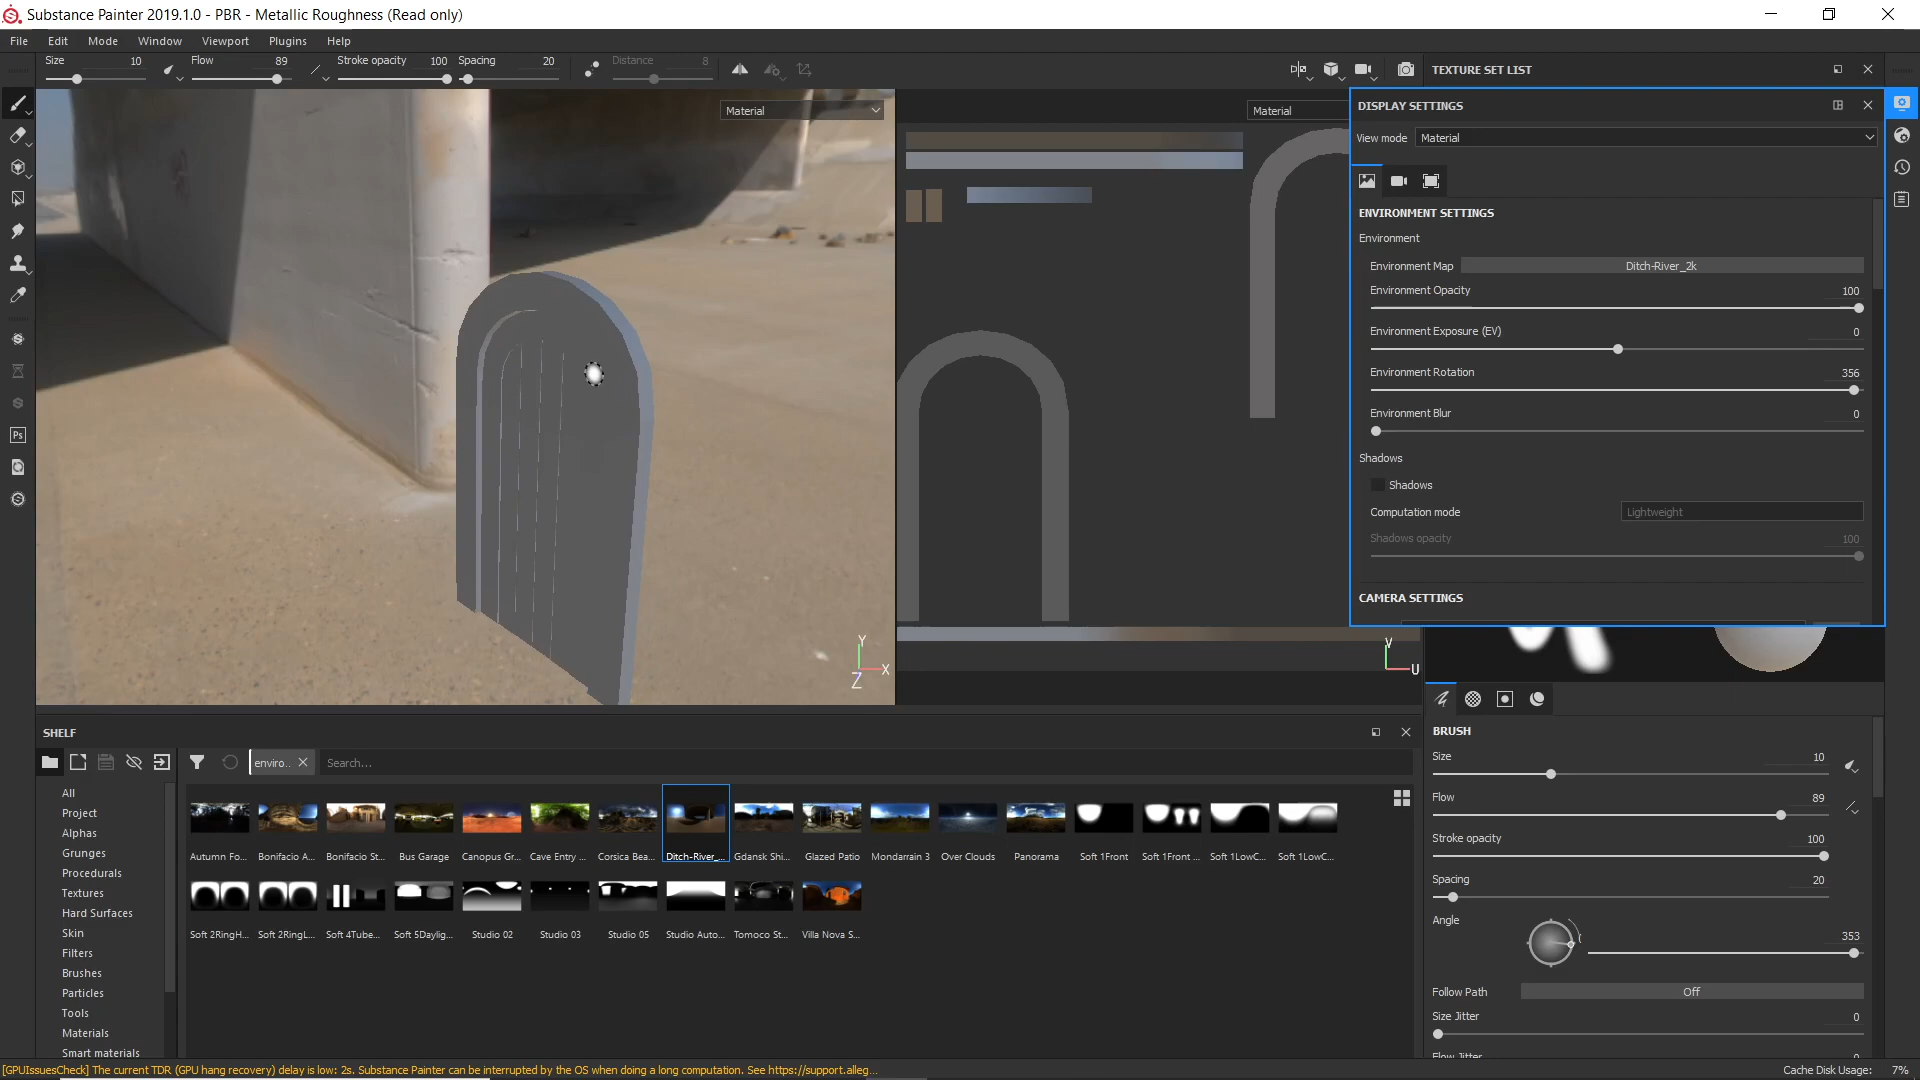 Substance Painter 2019.1.0 - PBR - Metallic Roughness (Read only)
File Edit Mode Window Viewport Plugins Help
Size 10 Flow 89 Stroke opacity 100 Spacing 20 Distance 8
TEXTURE SET LIST
Material
Material
DISPLAY SETTINGS
View mode Material
ENVIRONMENT SETTINGS
Environment
Environment Map Ditch-River_2k
Environment Opacity 100
Environment Exposure (EV) 0
Environment Rotation 356
Environment Blur 0
Shadows
Shadows
Computation mode Lightweight
Shadows opacity 100
CAMERA SETTINGS
Y
X
Z
V
U
Ps
SHELF
enviro.. Search...
All
Project
Alphas
Grunges
Procedurals
Textures
Hard Surfaces
Skin
Filters
Brushes
Particles
Tools
Materials
Smart materials
Autumn Fo... Bonifacio A... Bonifacio St... Bus Garage Canopus Gr... Cave Entry ... Corsica Bea... Ditch-River_... Gdansk Shi... Glazed Patio Mondarrain 3 Over Clouds Panorama Soft 1Front Soft 1Front ... Soft 1LowC... Soft 1LowC...
Soft 2RingH... Soft 2RingL... Soft 4Tube... Soft 5Daylig... Studio 02 Studio 03 Studio 05 Studio Auto... Tomoco St... Villa Nova S...
BRUSH
Size 10
Flow 89
Stroke opacity 100
Spacing 20
Angle 353
Follow Path Off
Size Jitter 0
Flow Jitter
[GPUIssuesCheck] The current TDR (GPU hang recovery) delay is low: 2s. Substance Painter can be interrupted by the OS when doing a long computation. See https://support.alleg...
Cache Disk Usage: 7%